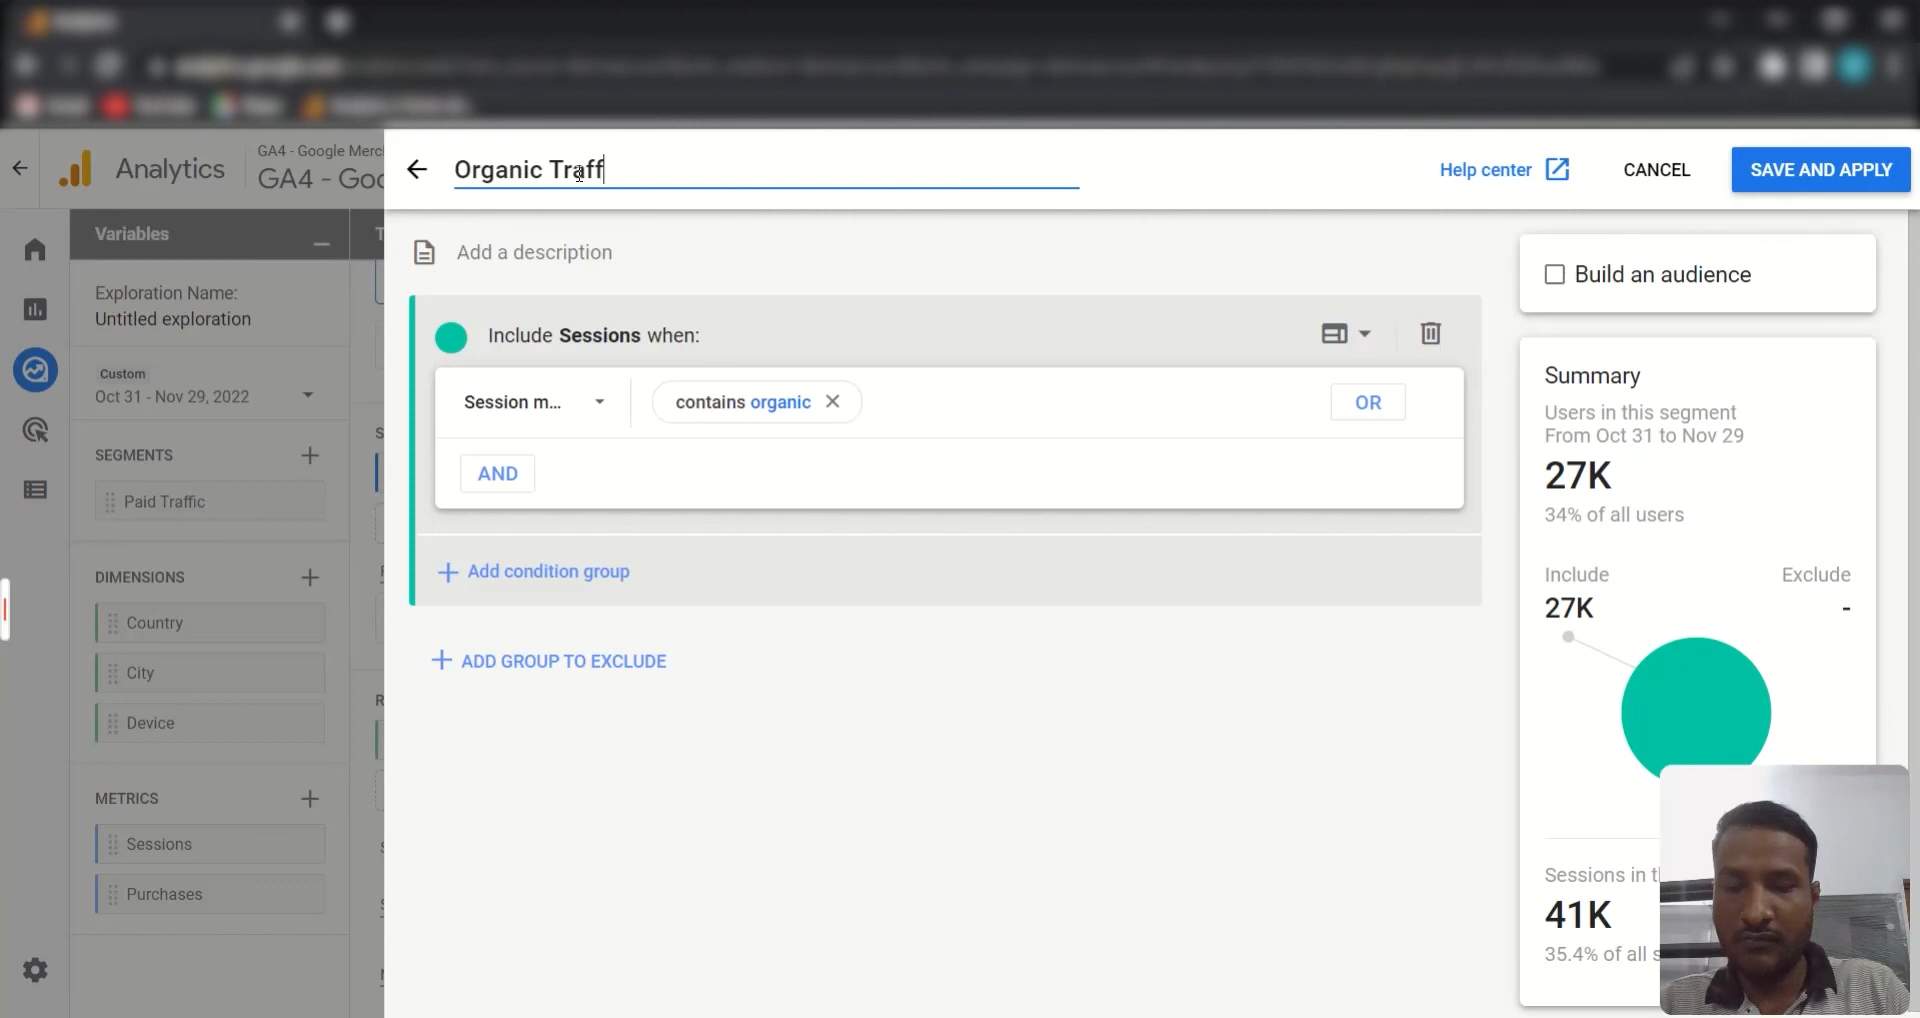 Analytics
GA4 - Google Merc
GA4 - Goo
Organic Traff
Help center
CANCEL
SAVE AND APPLY
Variables
T
Exploration Name:
Untitled exploration
Custom
Oct 31 - Nov 29, 2022
SEGMENTS
Paid Traffic
DIMENSIONS
Country
City
Device
METRICS
Sessions
Purchases
Add a description
Include Sessions when:
Session m...
contains organic
OR
AND
Add condition group
ADD GROUP TO EXCLUDE
Build an audience
Summary
Users in this segment
From Oct 31 to Nov 29
27K
34% of all users
Include
Exclude
27K
-
Sessions in t
41K
35.4% of all s